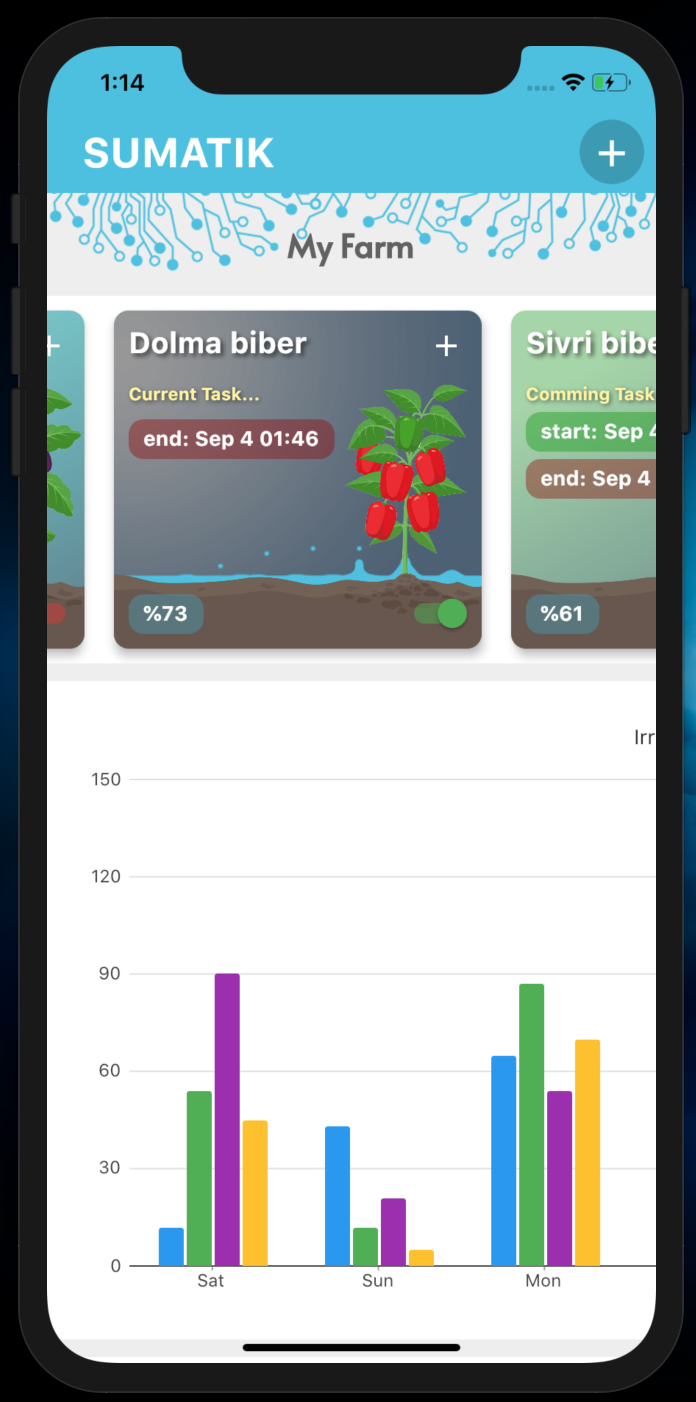 1:14
SUMATIK
My Farm
Dolma biber
Current Task...
end: Sep 4 01:46
%73
Sivri bibe
Comming Task
start: Sep 4
end: Sep 4
%61
Irr
150
120
90
60
30
0
Sat Sun Mon